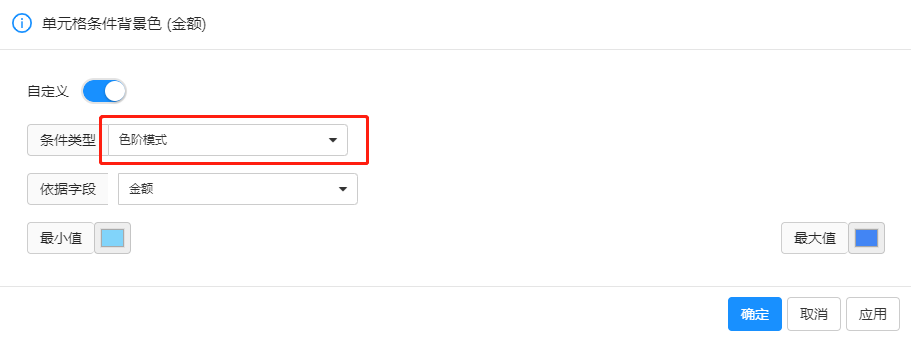 单元格条件背景色 (金额)
自定义
条件类型 色阶模式
依据字段 金额
最小值 最大值
确定 取消 应用